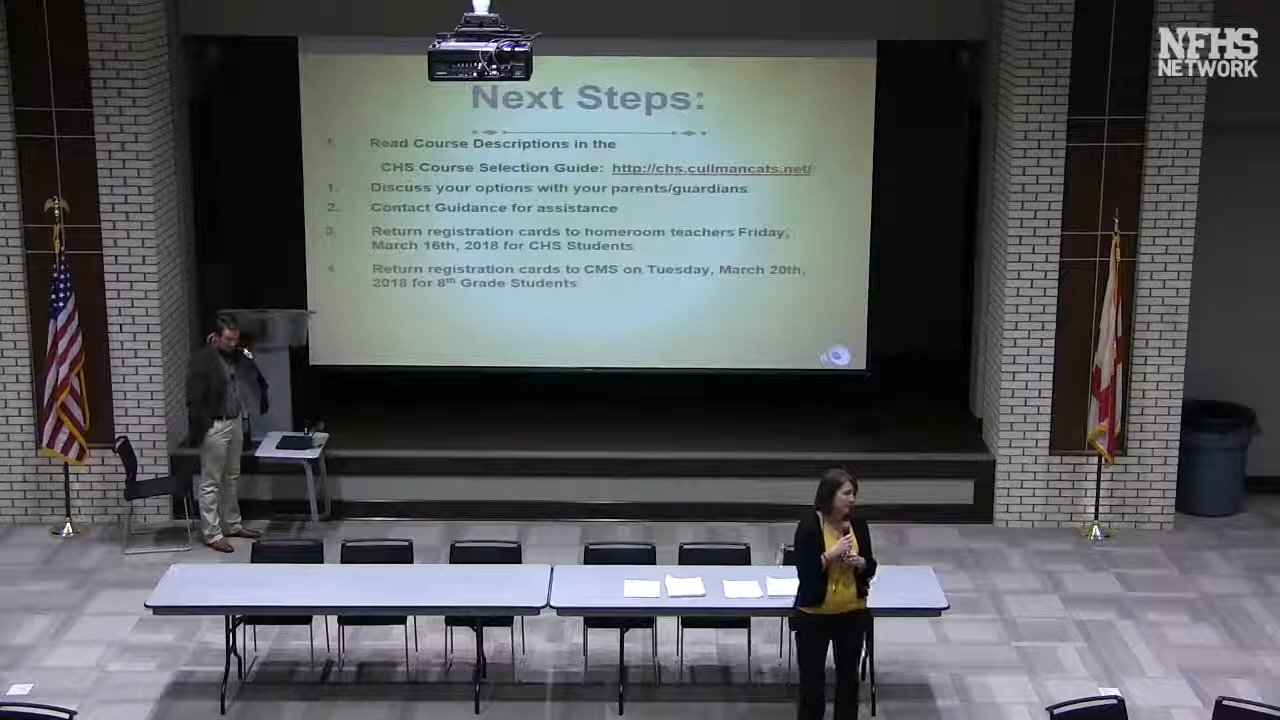 NFHS
NETWORK
Next Steps:
1. Read Course Descriptions in the
CHS Course Selection Guide: http://chs.cullmancats.net/
1. Discuss your options with your parents/guardians
2. Contact Guidance for assistance
3. Return registration cards to homeroom teachers Friday,
March 16th, 2018 for CHS Students
4. Return registration cards to CMS on Tuesday, March 20th,
2018 for 8th Grade Students